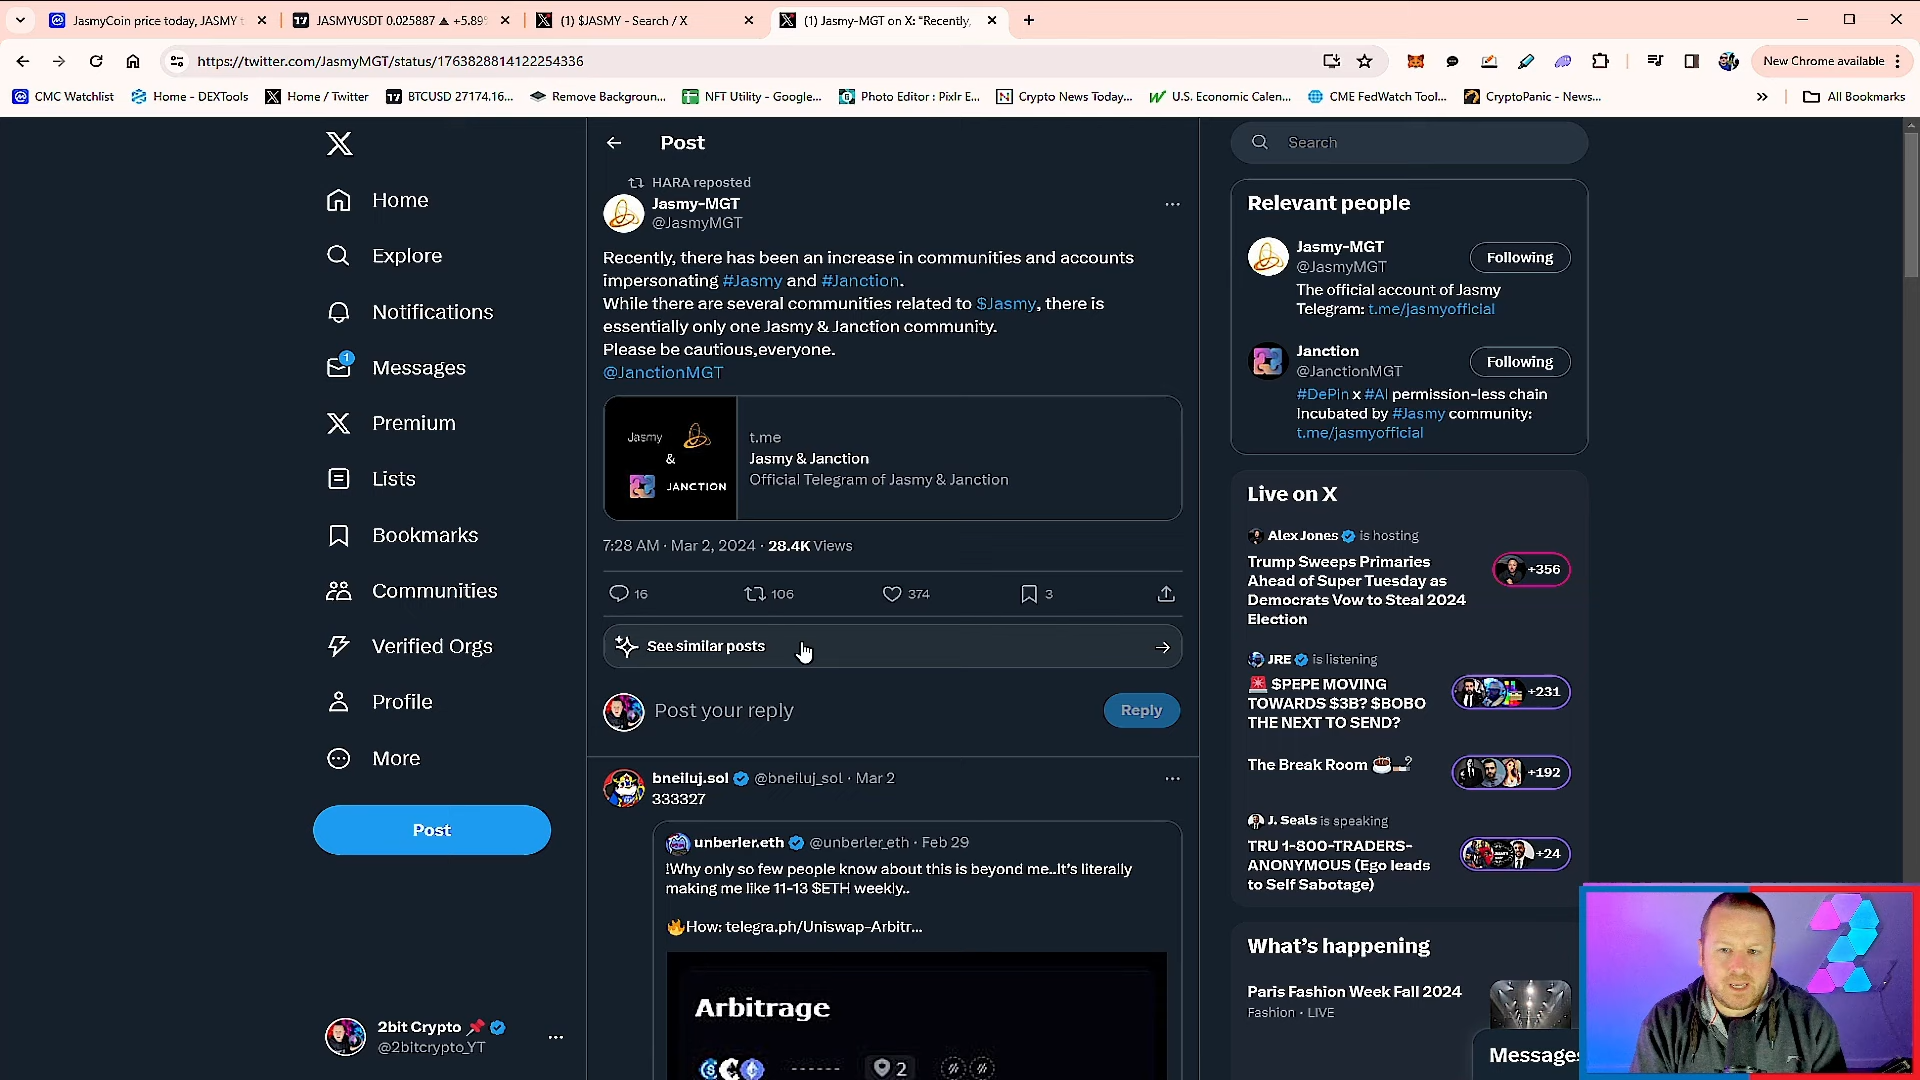 JasmyCoin price today, JASMY t
JASMYUSDT 0.025887 ▲ +5.89%
(1) $JASMY - Search / X
(1) Jasmy-MGT on X: "Recently,
https://twitter.com/JasmyMGT/status/1763828814122254336
New Chrome available
CMC Watchlist
Home - DEXTools
Home / Twitter
BTCUSD 27174.16...
Remove Backgroun...
NFT Utility - Google...
Photo Editor : Pixlr E...
Crypto News Today...
U.S. Economic Calen...
CME FedWatch Tool...
CryptoPanic - News...
All Bookmarks
Home
Explore
Notifications
1
Messages
Premium
Lists
Bookmarks
Communities
Verified Orgs
Profile
More
Post
2bit Crypto 📌
@2bitcrypto_YT
Post
HARA reposted
Jasmy-MGT
@JasmyMGT
Recently, there has been an increase in communities and accounts
impersonating #Jasmy and #Janction.
While there are several communities related to $Jasmy, there is
essentially only one Jasmy & Janction community.
Please be cautious,everyone.
@JanctionMGT
Jasmy
&
JANCTION
t.me
Jasmy & Janction
Official Telegram of Jasmy & Janction
7:28 AM · Mar 2, 2024 · 28.4K Views
16
106
374
3
See similar posts
Post your reply
Reply
bneiluj.sol @bneiluj_sol · Mar 2
333327
unberler.eth @unberler_eth · Feb 29
!Why only so few people know about this is beyond me..It's literally
making me like 11-13 $ETH weekly..
🔥How: telegra.ph/Uniswap-Arbitr...
Arbitrage
2
Search
Relevant people
Jasmy-MGT
@JasmyMGT
Following
The official account of Jasmy
Telegram: t.me/jasmyofficial
Janction
@JanctionMGT
Following
#DePin x #AI permission-less chain
Incubated by #Jasmy community:
t.me/jasmyofficial
Live on X
Alex Jones is hosting
Trump Sweeps Primaries
Ahead of Super Tuesday as
Democrats Vow to Steal 2024
Election
+356
JRE is listening
🚨 $PEPE MOVING
TOWARDS $3B? $BOBO
THE NEXT TO SEND?
+231
The Break Room ☕🚬
+192
J. Seals is speaking
TRU 1-800-TRADERS-
ANONYMOUS (Ego leads
to Self Sabotage)
+24
What's happening
Paris Fashion Week Fall 2024
Fashion · LIVE
Messages